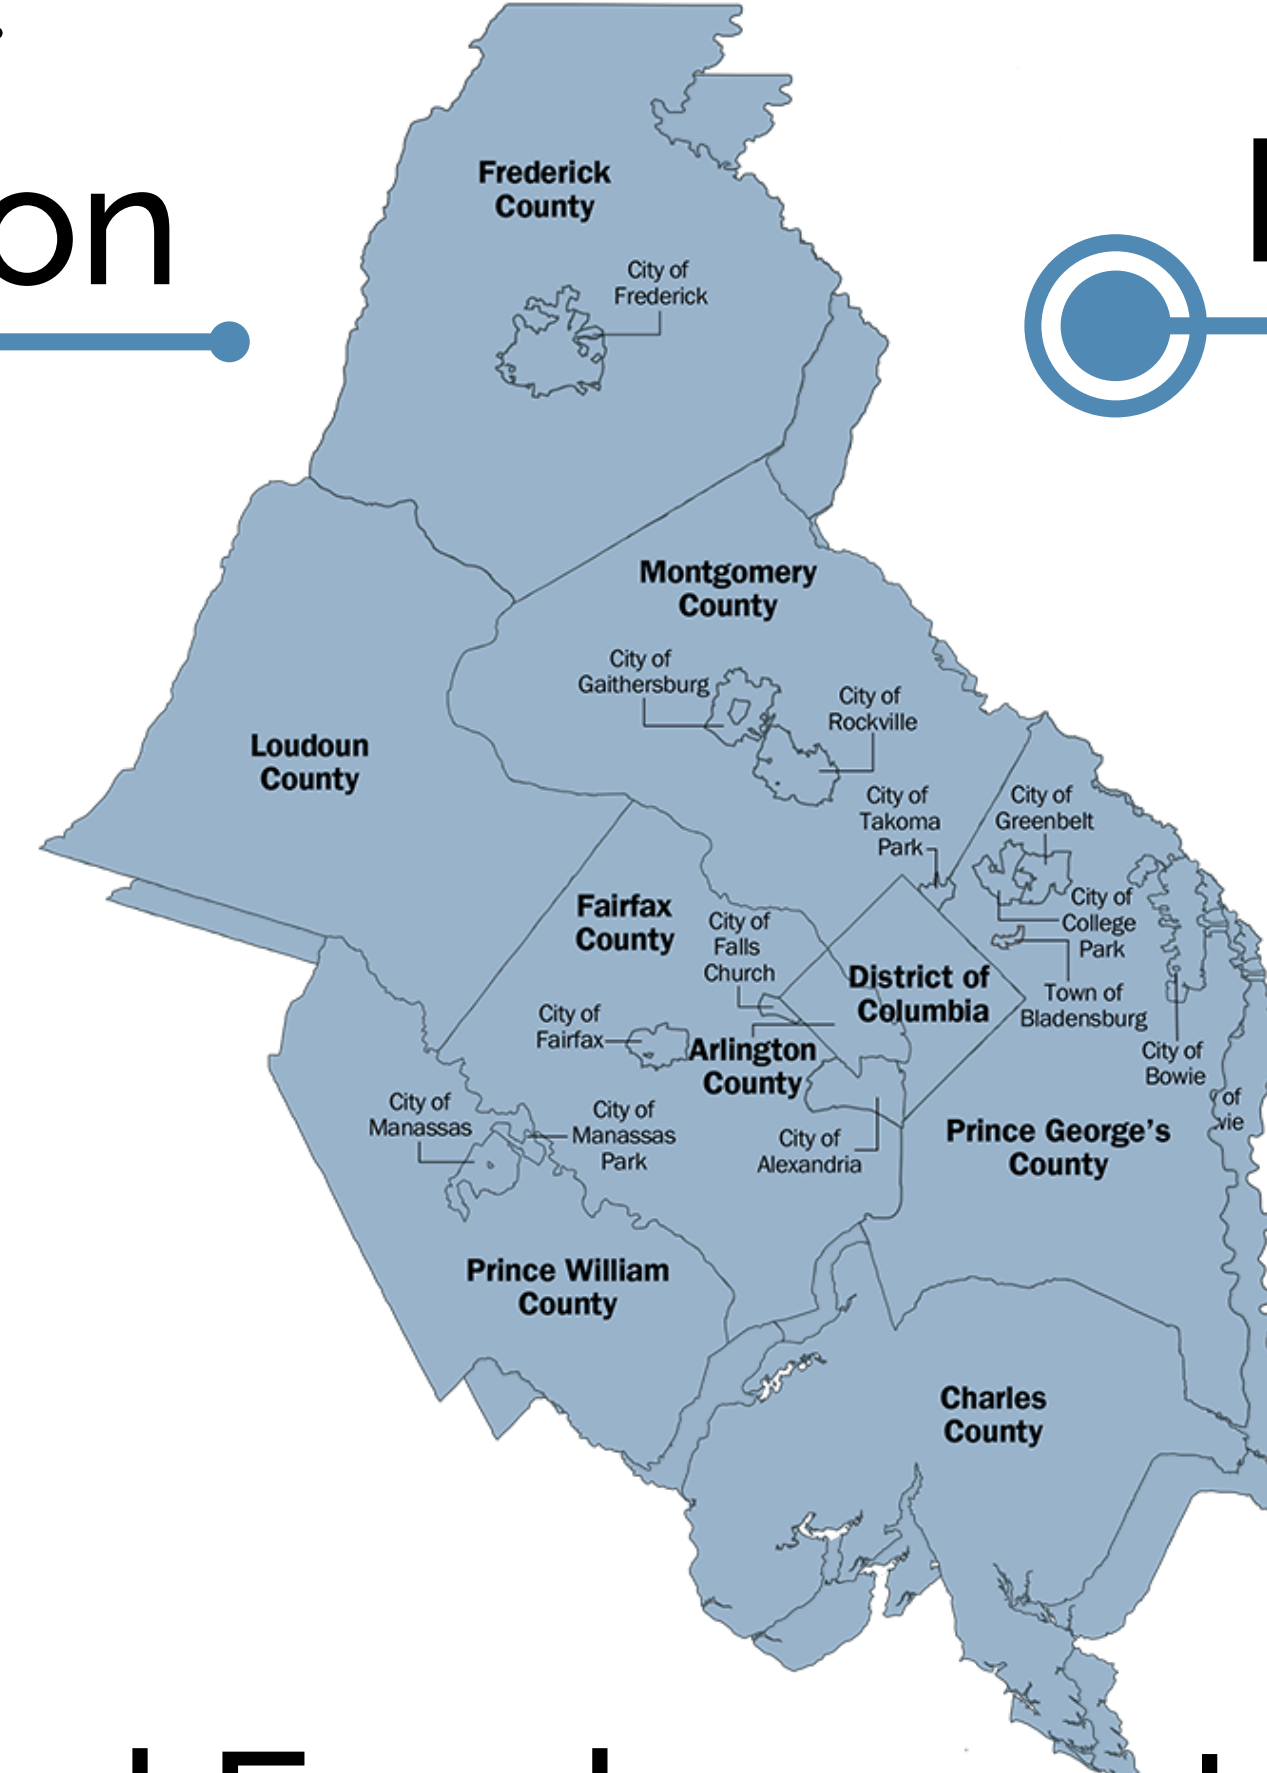 on
Frederick
County
City of
Frederick
Montgomery
County
City of
Gaithersburg
City of
Rockville
Loudoun
County
City of
Takoma
Park
City of
Greenbelt
Fairfax
County
City of
Falls
Church
City of
College
Park
District of
Columbia
Town of
Bladensburg
City of
Fairfax
Arlington
County
City of
Bowie
of
vie
City of
Manassas
City of
Manassas
Park
City of
Alexandria
Prince George's
County
Prince William
County
Charles
County